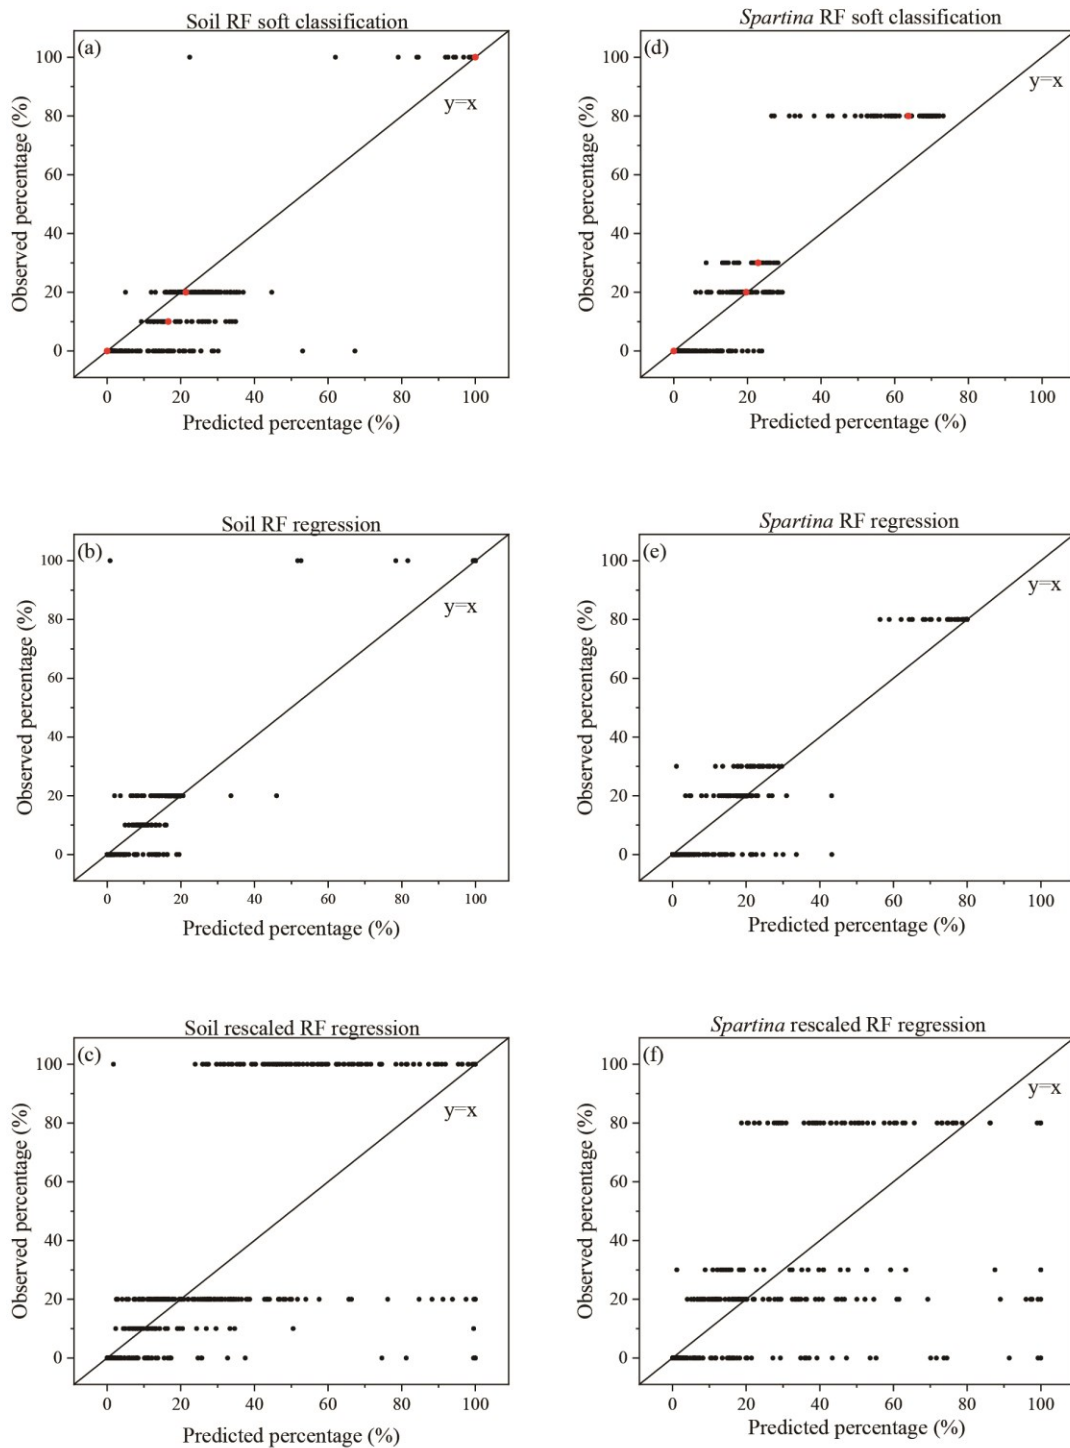 Soil RF soft classification
(a)
y=x
100
80
60
40
20
0
Observed percentage (%)
0 20 40 60 80 100
Predicted percentage (%)
Spartina RF soft classification
(d)
y=x
100
80
60
40
20
0
Observed percentage (%)
0 20 40 60 80 100
Predicted percentage (%)
Soil RF regression
(b)
y=x
100
80
60
40
20
0
Observed percentage (%)
0 20 40 60 80 100
Predicted percentage (%)
Spartina RF regression
(e)
y=x
100
80
60
40
20
0
Observed percentage (%)
0 20 40 60 80 100
Predicted percentage (%)
Soil rescaled RF regression
(c)
y=x
100
80
60
40
20
0
Observed percentage (%)
0 20 40 60 80 100
Predicted percentage (%)
Spartina rescaled RF regression
(f)
y=x
100
80
60
40
20
0
Observed percentage (%)
0 20 40 60 80 100
Predicted percentage (%)